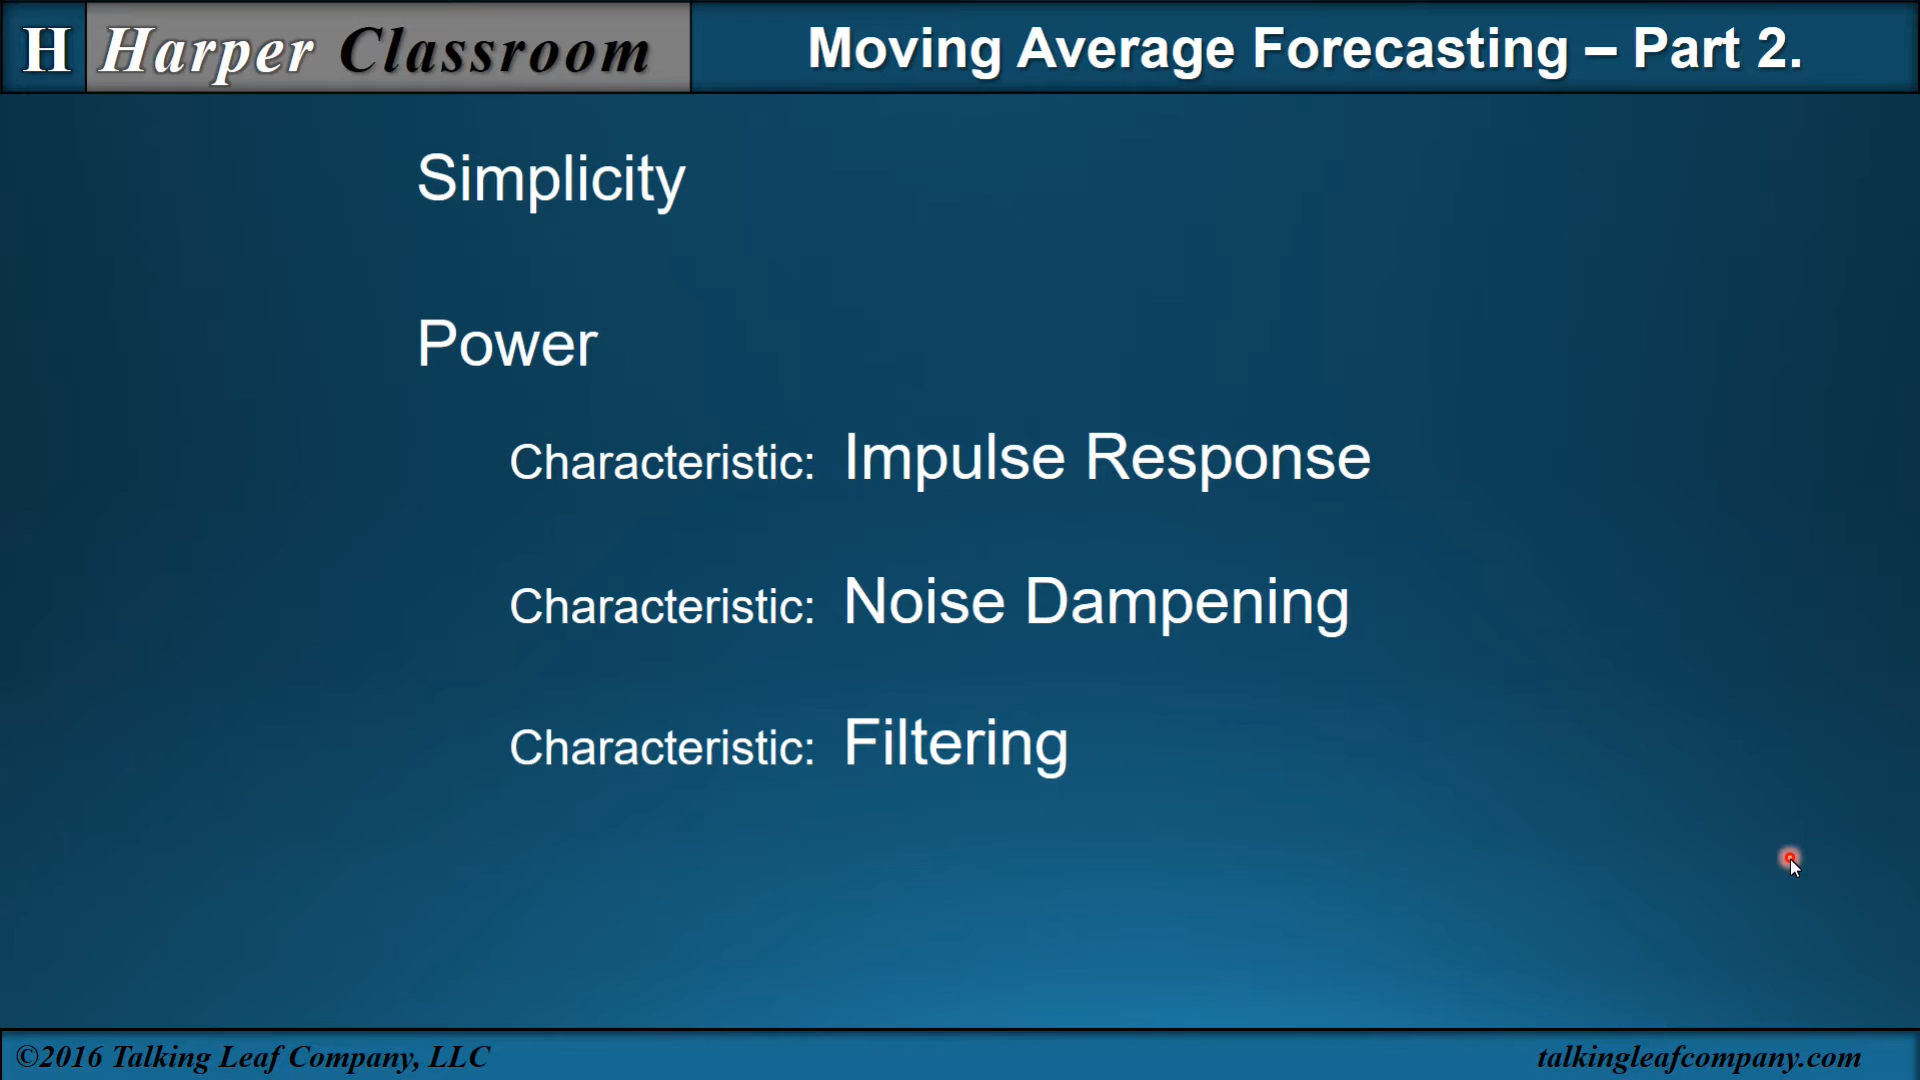 H Harper Classroom
Moving Average Forecasting – Part 2.
Simplicity
Power
Characteristic: Impulse Response
Characteristic: Noise Dampening
Characteristic: Filtering
©2016 Talking Leaf Company, LLC
talkingleafcompany.com